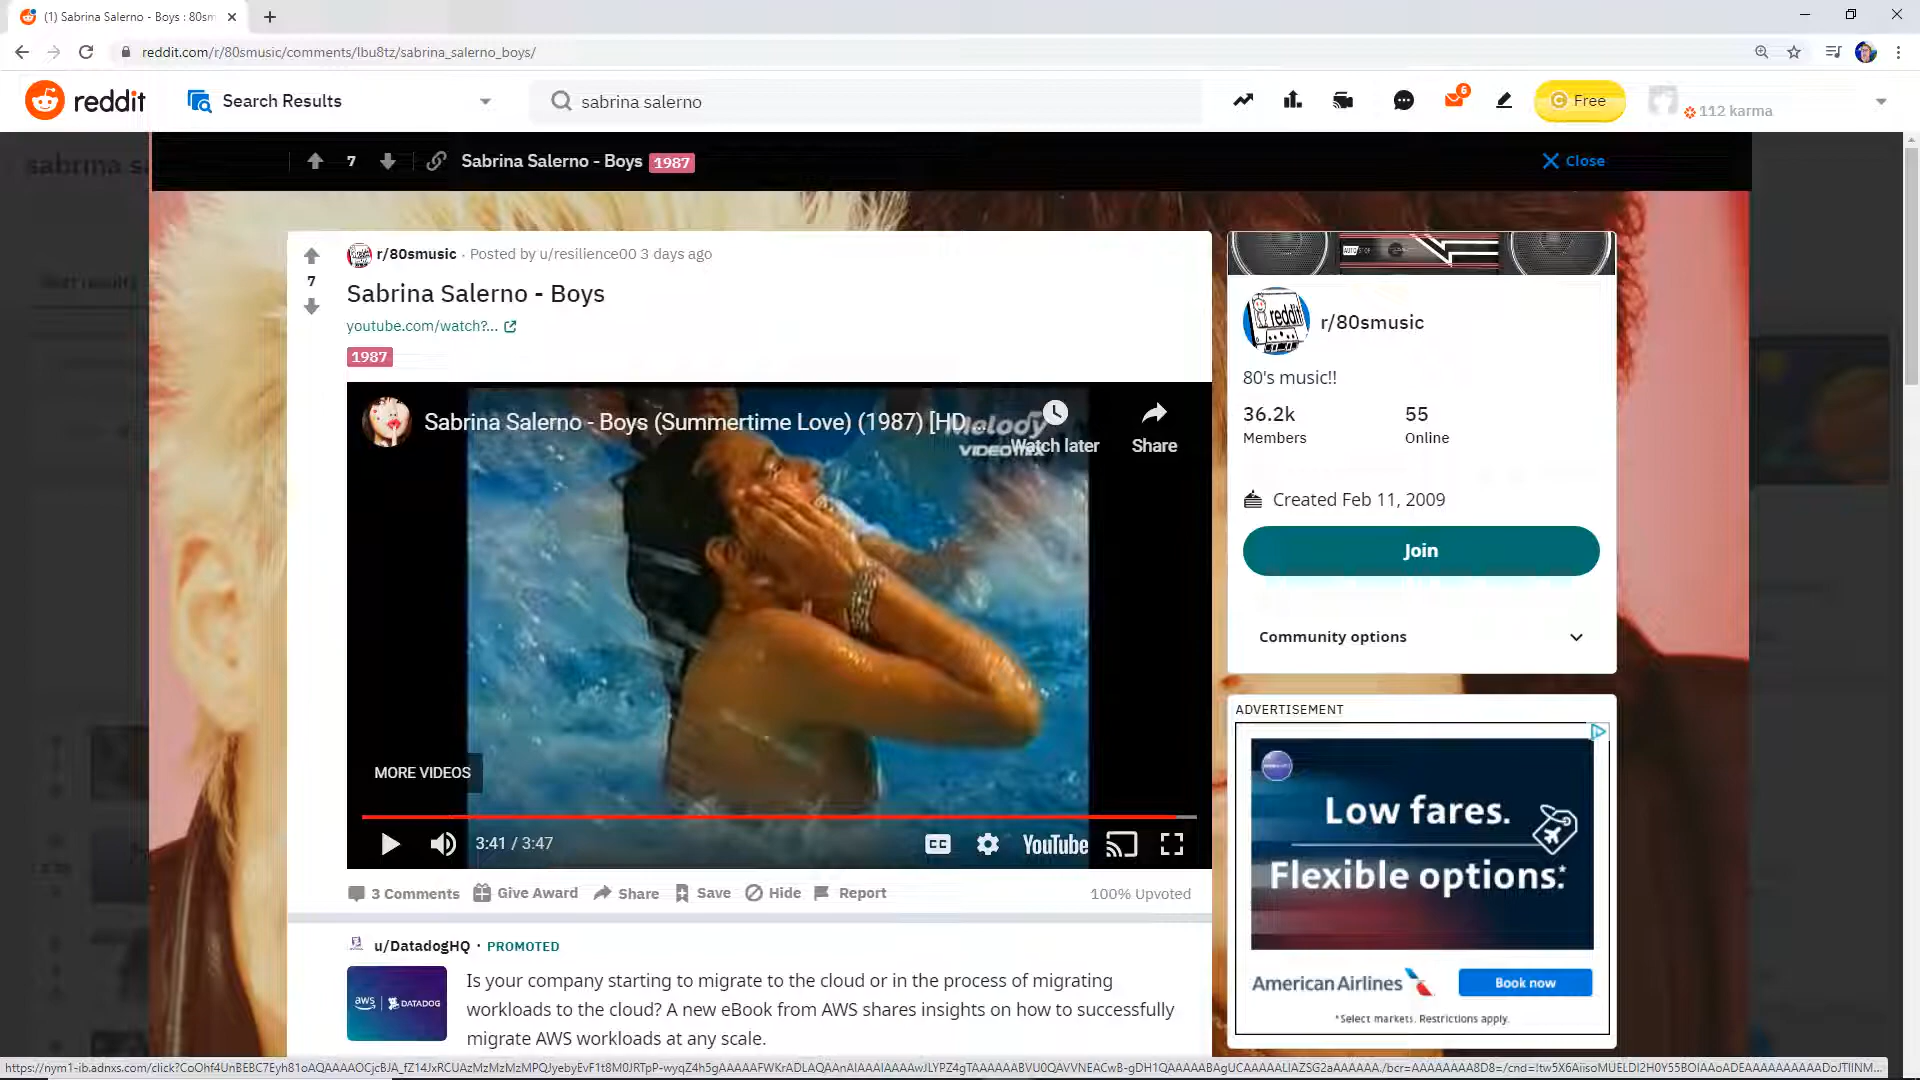 (1) Sabrina Salerno - Boys : 80sm
reddit.com/r/80smusic/comments/lbu8tz/sabrina_salerno_boys/
reddit
Search Results
sabrina salerno
6
Free
112 karma
7
Sabrina Salerno - Boys 1987
Close
r/80smusic · Posted by u/resilience00 3 days ago
7
Sabrina Salerno - Boys
youtube.com/watch?...
1987
Sabrina Salerno - Boys (Summertime Love) (1987) [HD ...
Melody
VIDEOMIX
Watch later
Share
MORE VIDEOS
3:41 / 3:47
CC
YouTube
3 Comments
Give Award
Share
Save
Hide
Report
100% Upvoted
u/DatadogHQ · PROMOTED
aws | DATADOG
Is your company starting to migrate to the cloud or in the process of migrating
workloads to the cloud? A new eBook from AWS shares insights on how to successfully
migrate AWS workloads at any scale.
reddit
r/80smusic
80's music!!
36.2k
Members
55
Online
Created Feb 11, 2009
Join
Community options
ADVERTISEMENT
Low fares.
Flexible options.*
American Airlines
Book now
*Select markets. Restrictions apply.